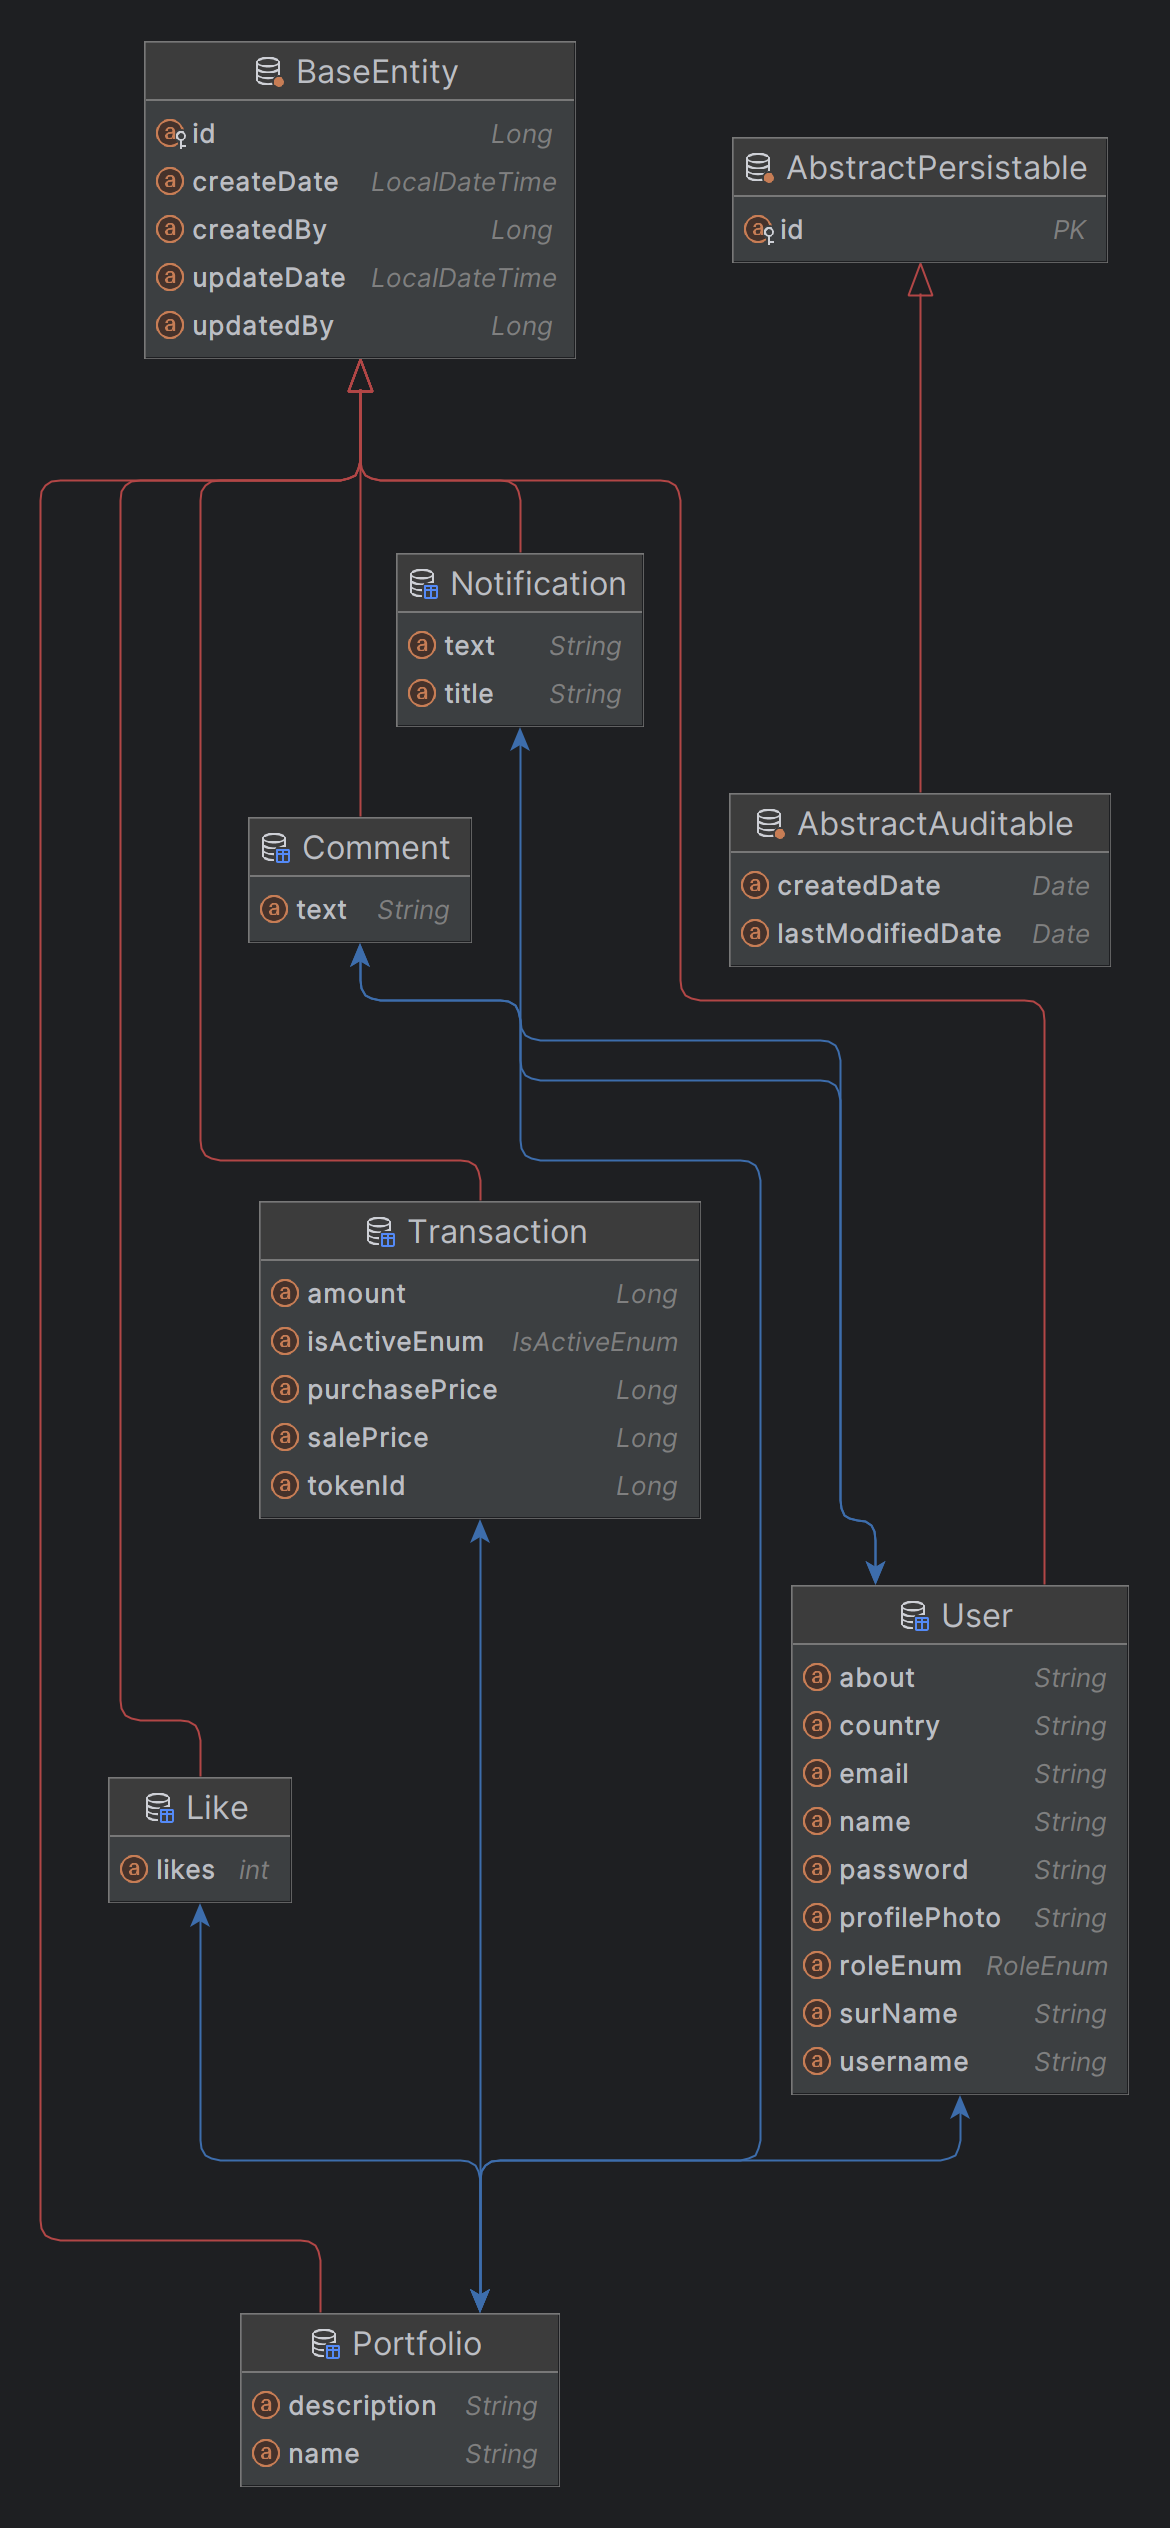 BaseEntity
id Long
createDate LocalDateTime
createdBy Long
updateDate LocalDateTime
updatedBy Long
AbstractPersistable
id PK
Notification
text String
title String
Comment
text String
AbstractAuditable
createdDate Date
lastModifiedDate Date
Transaction
amount Long
isActiveEnum IsActiveEnum
purchasePrice Long
salePrice Long
tokenId Long
User
about String
country String
email String
name String
password String
profilePhoto String
roleEnum RoleEnum
surName String
username String
Like
likes int
Portfolio
description String
name String